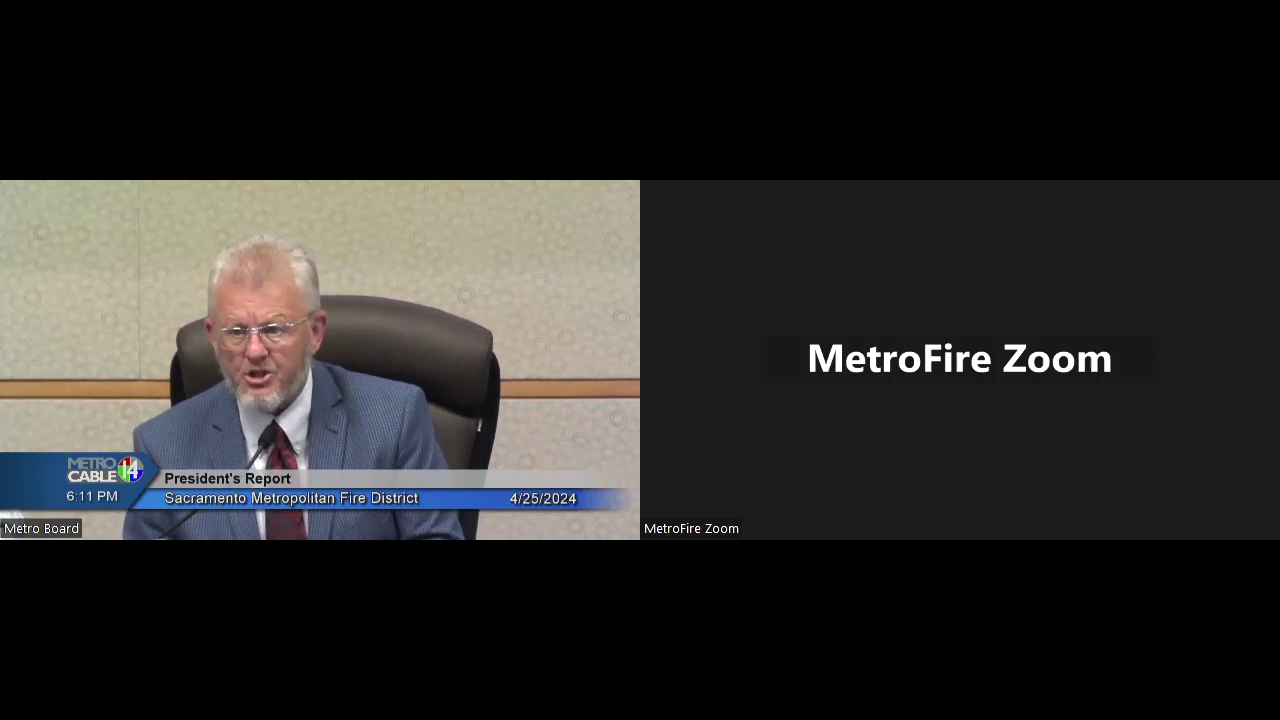 METRO
CABLE 14
6:11 PM
President's Report
Sacramento Metropolitan Fire District
4/25/2024
Metro Board
MetroFire Zoom
MetroFire Zoom